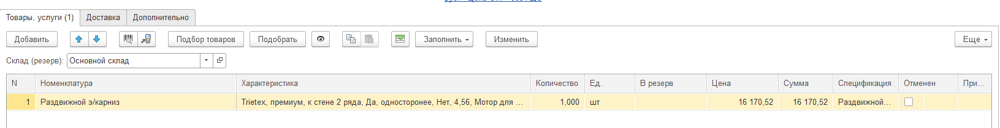 Товары, услуги (1) Доставка Дополнительно
Добавить Подбор товаров Подобрать Заполнить Изменить Еще
Склад (резерв): Основной склад
N Номенклатура Характеристика Количество Ед. В резерв Цена Сумма Спецификация Отменен При...
1 Раздвижной э/карниз Trietex, премиум, к стене 2 ряда, Да, односторонее, Нет, 4,56, Мотор для ... 1,000 шт 16 170,52 16 170,52 Раздвижной...